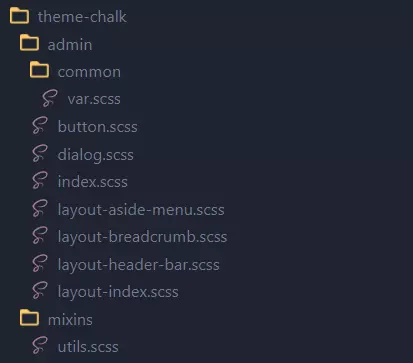 theme-chalk
admin
common
var.scss
button.scss
dialog.scss
index.scss
layout-aside-menu.scss
layout-breadcrumb.scss
layout-header-bar.scss
layout-index.scss
mixins
utils.scss